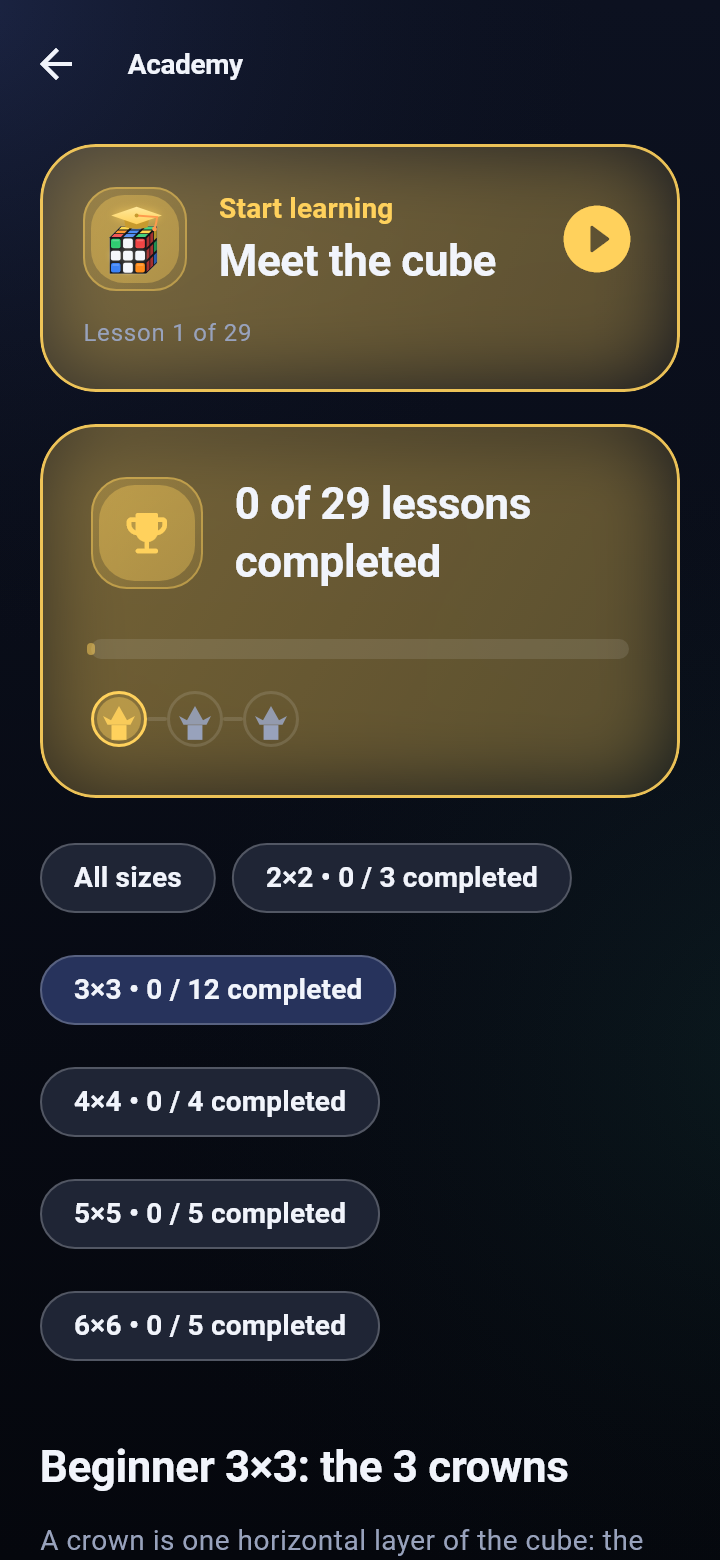 Academy
Start learning
Meet the cube
Lesson 1 of 29
0 of 29 lessons
completed
All sizes
2×2 • 0 / 3 completed
3×3 • 0 / 12 completed
4×4 • 0 / 4 completed
5×5 • 0 / 5 completed
6×6 • 0 / 5 completed
Beginner 3×3: the 3 crowns
A crown is one horizontal layer of the cube: the